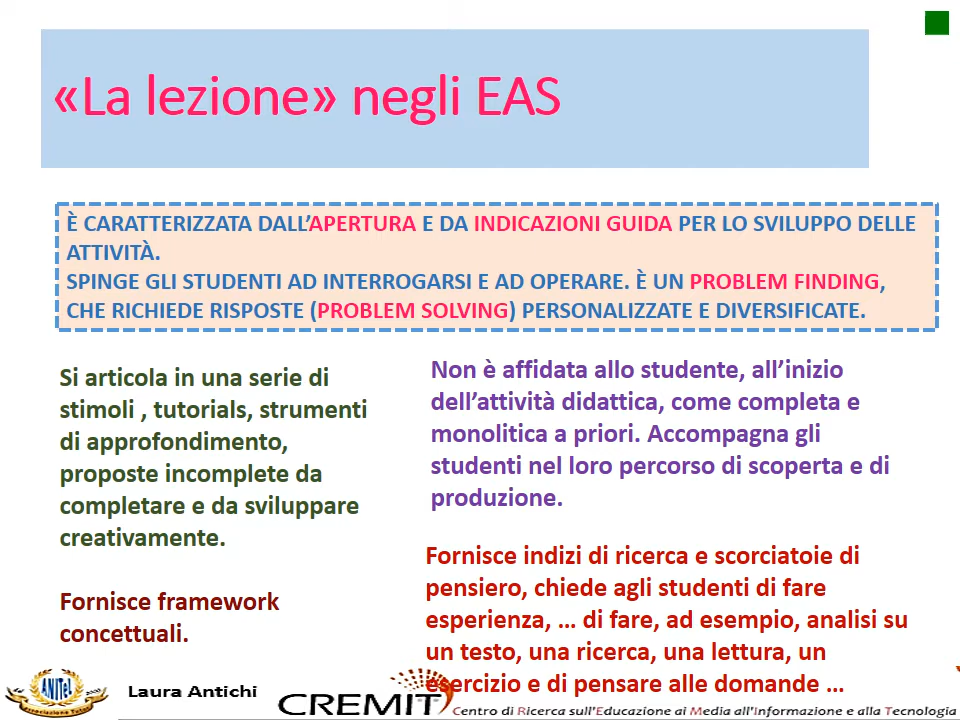 «La lezione» negli EAS
È CARATTERIZZATA DALL'APERTURA E DA INDICAZIONI GUIDA PER LO SVILUPPO DELLE
ATTIVITÀ.
SPINGE GLI STUDENTI AD INTERROGARSI E AD OPERARE. È UN PROBLEM FINDING,
CHE RICHIEDE RISPOSTE (PROBLEM SOLVING) PERSONALIZZATE E DIVERSIFICATE.
Si articola in una serie di
stimoli , tutorials, strumenti
di approfondimento,
proposte incomplete da
completare e da sviluppare
creativamente.
Fornisce framework
concettuali.
Non è affidata allo studente, all'inizio
dell'attività didattica, come completa e
monolitica a priori. Accompagna gli
studenti nel loro percorso di scoperta e di
produzione.
Fornisce indizi di ricerca e scorciatoie di
pensiero, chiede agli studenti di fare
esperienza, … di fare, ad esempio, analisi su
un testo, una ricerca, una lettura, un
esercizio e di pensare alle domande …
ANITeL
Laura Antichi
CREMIT
Centro di Ricerca sull'Educazione ai Media all'Informazione e alla Tecnologia